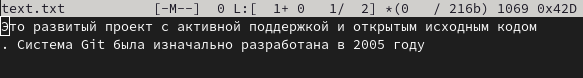 text.txt [-M--] 0 L:[ 1+ 0 1/ 2] *(0 / 216b) 1069 0x42D
Это развитый проект с активной поддержкой и открытым исходным кодом
. Система Git была изначально разработана в 2005 году